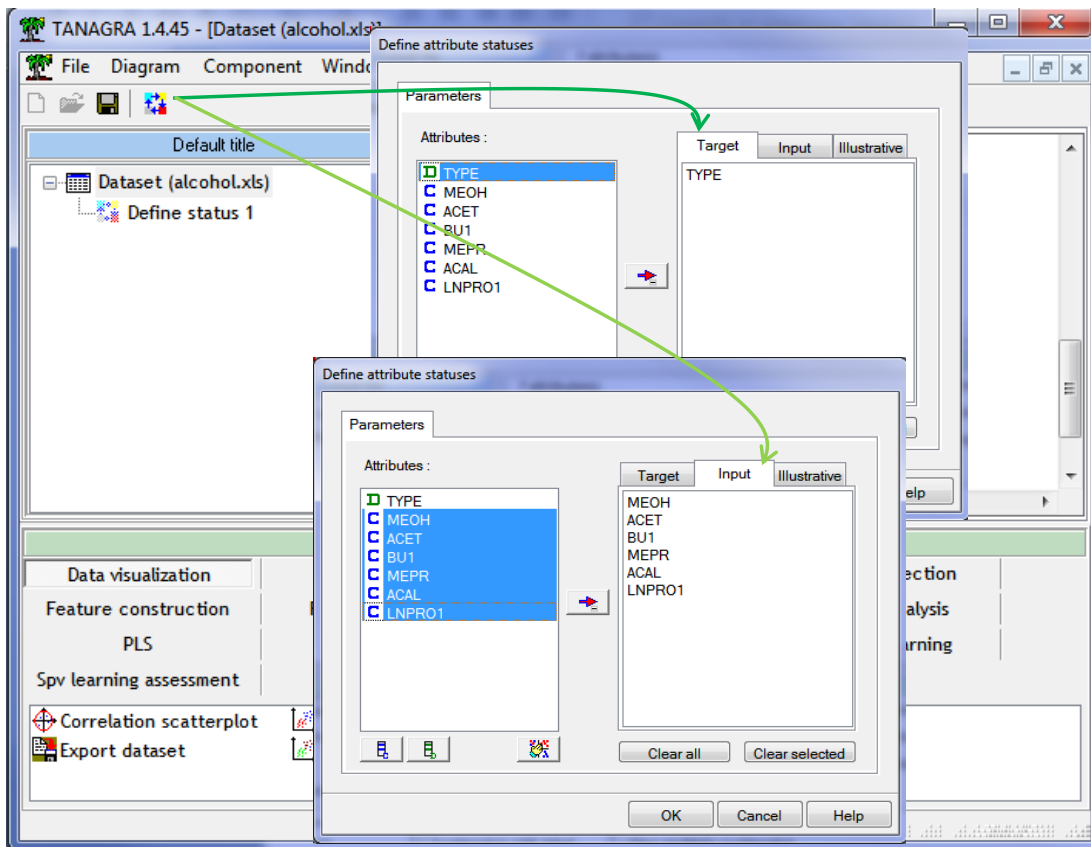 TANAGRA 1.4.45 - [Dataset (alcohol.xls)]
File Diagram Component
Default title
Dataset (alcohol.xls)
Define status 1
Define attribute statuses
Parameters
Attributes :
Target Input Illustrative
D TYPE
C MEOH
C ACET
C BU1
C MEPR
C ACAL
C LNPRO1
TYPE
Define attribute statuses
Parameters
Attributes :
Target Input Illustrative
D TYPE
C MEOH
C ACET
C BU1
C MEPR
C ACAL
C LNPRO1
MEOH
ACET
BU1
MEPR
ACAL
LNPRO1
Clear all Clear selected
OK Cancel Help
Data visualization
Feature construction
PLS
Spv learning assessment
Correlation scatterplot
Export dataset